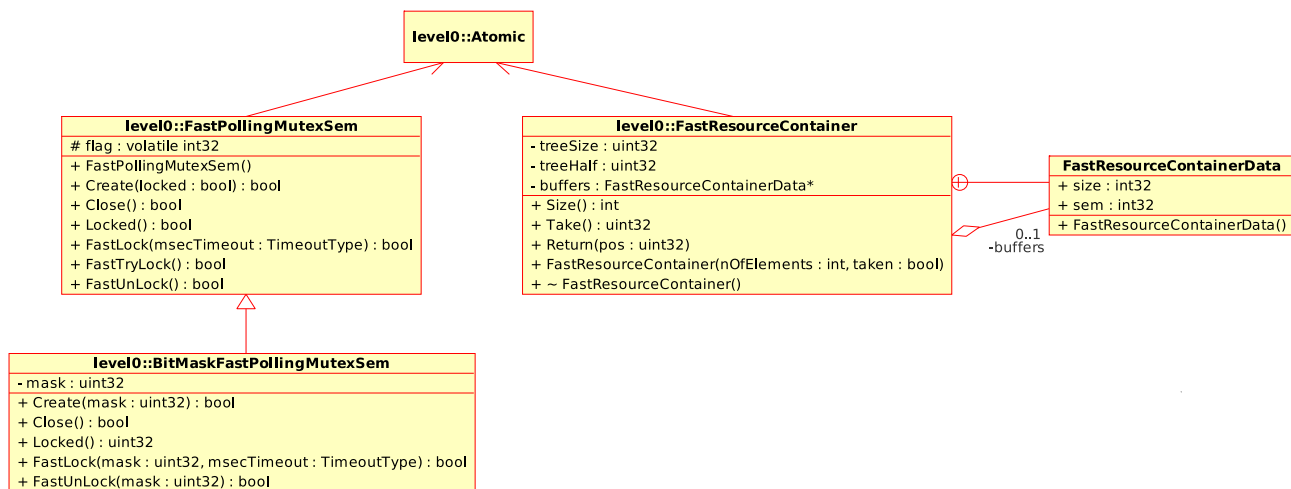 level0::Atomic
level0::FastPollingMutexSem
# flag : volatile int32
+ FastPollingMutexSem()
+ Create(locked : bool) : bool
+ Close() : bool
+ Locked() : bool
+ FastLock(msecTimeout : TimeoutType) : bool
+ FastTryLock() : bool
+ FastUnLock() : bool
level0::FastResourceContainer
- treeSize : uint32
- treeHalf : uint32
- buffers : FastResourceContainerData*
+ Size() : int
+ Take() : uint32
+ Return(pos : uint32)
+ FastResourceContainer(nOfElements : int, taken : bool)
+ ~ FastResourceContainer()
FastResourceContainerData
+ size : int32
+ sem : int32
+ FastResourceContainerData()
0..1
-buffers
level0::BitMaskFastPollingMutexSem
- mask : uint32
+ Create(mask : uint32) : bool
+ Close() : bool
+ Locked() : uint32
+ FastLock(mask : uint32, msecTimeout : TimeoutType) : bool
+ FastUnLock(mask : uint32) : bool